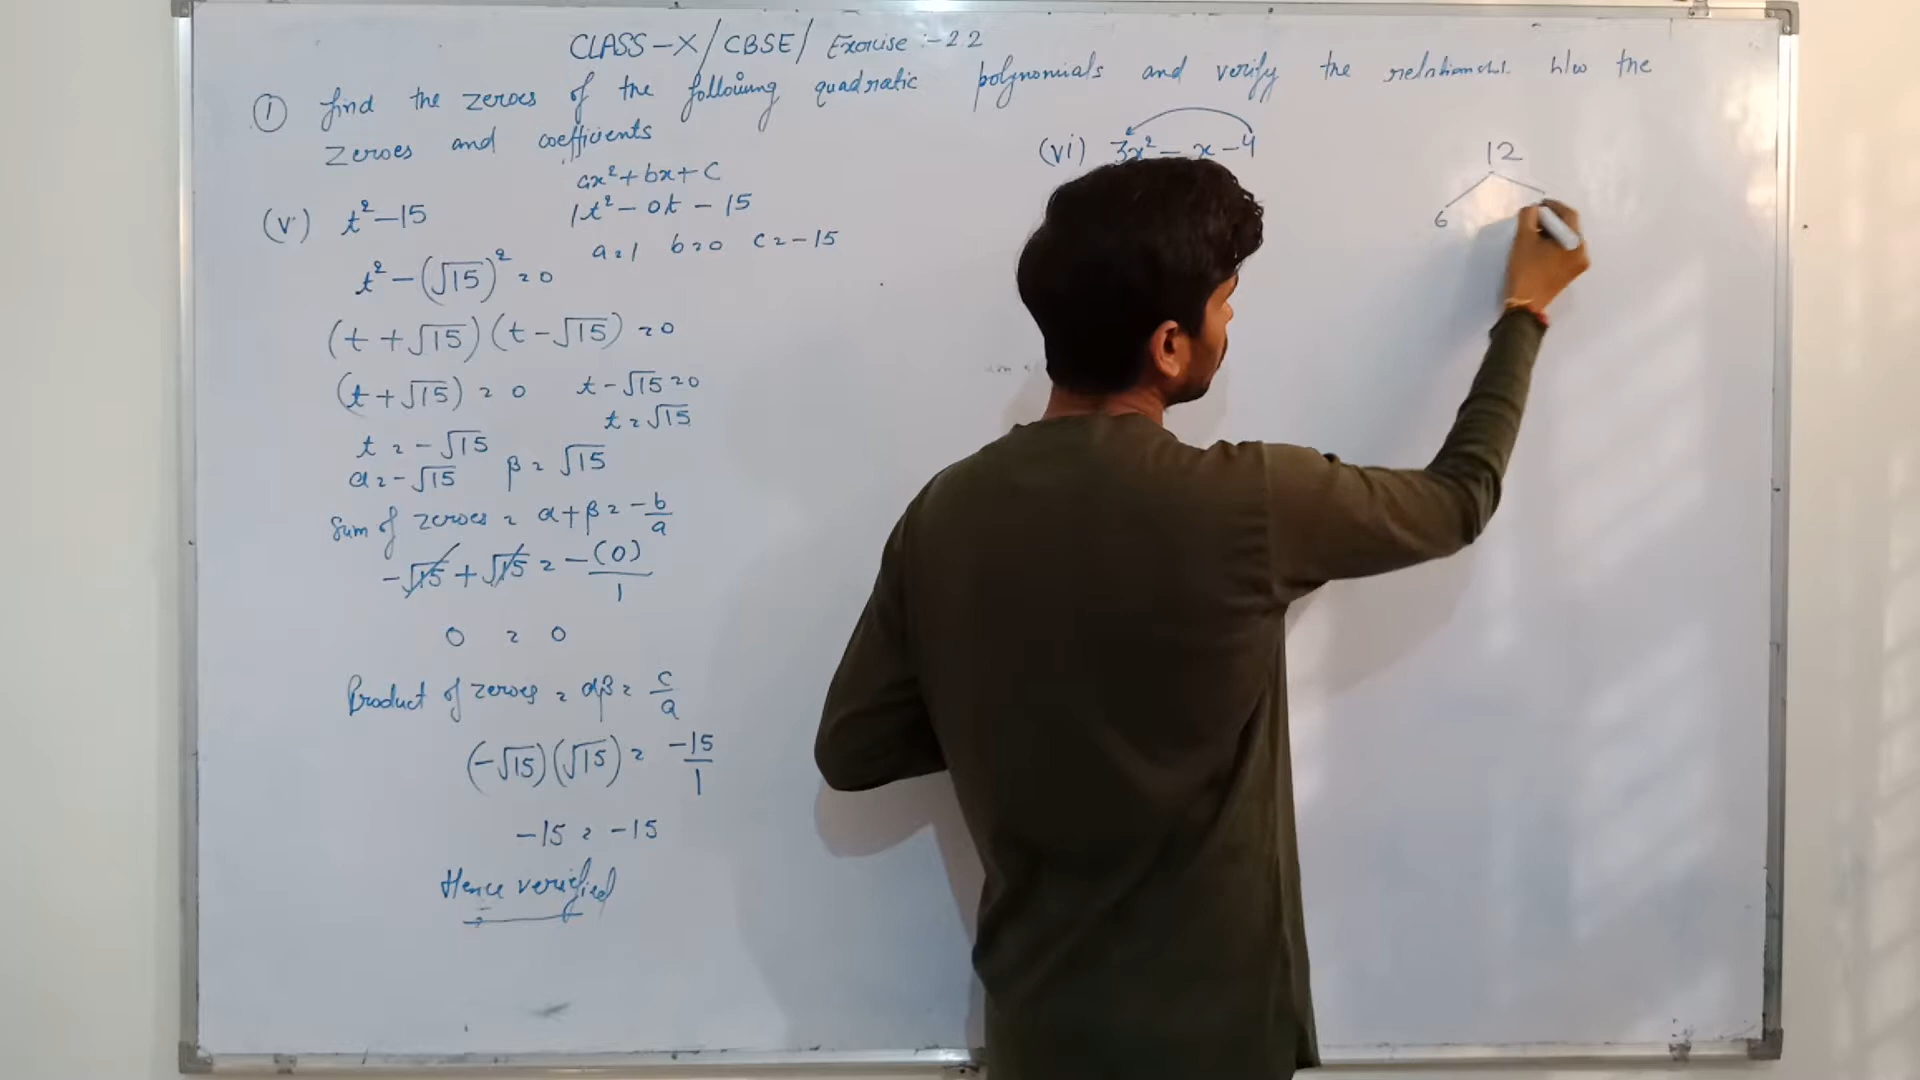 CLASS-X/CBSE/ Exercise :- 2.2
① find the zeroes of the following quadratic polynomials and verify the b/w the
zeroes and coefficients
(v) t²-15
ax²+bx+c
1t²-0t-15
a=1 b=0 c=-15
t²-(√15)²=0
(t+√15)(t-√15)=0
(t+√15)=0 t-√15=0
t=√15
t=-√15
α=-√15 β=√15
Sum of zeroes = α+β=-b/a
-√15+√15=-(0)/1
0 = 0
Product of zeroes = αβ= c/a
(-√15)(√15)= -15/1
-15 = -15
Hence verified
(vi) 3x²-x-4
12
6